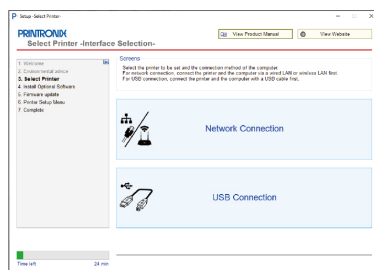 Setup -Select Printer-
PRINTRONIX
Select Printer -Interface Selection-
View Product Manual
View Website
1. Welcome
2. Environmental advice
3. Select Printer
4. Install Optional Software
5. Firmware update
6. Printer Setup Menu
7. Complete
Screens
Select the printer to be set and the connection method of the computer.
For network connection, connect the printer and the computer via a wired LAN or wireless LAN first.
For USB connection, connect the printer and the computer with a USB cable first.
Network Connection
USB Connection
Time left
24 min